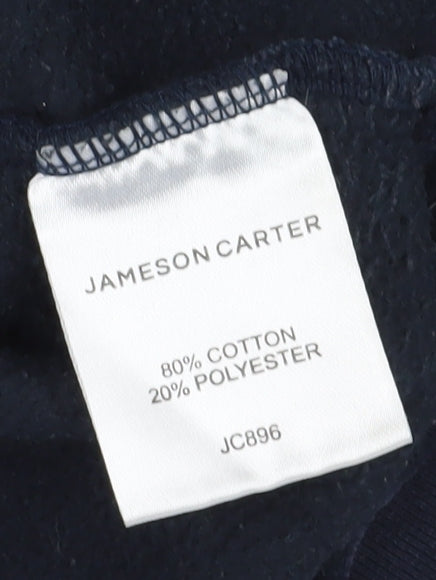 JAMESON CARTER
80% COTTON
20% POLYESTER
JC896